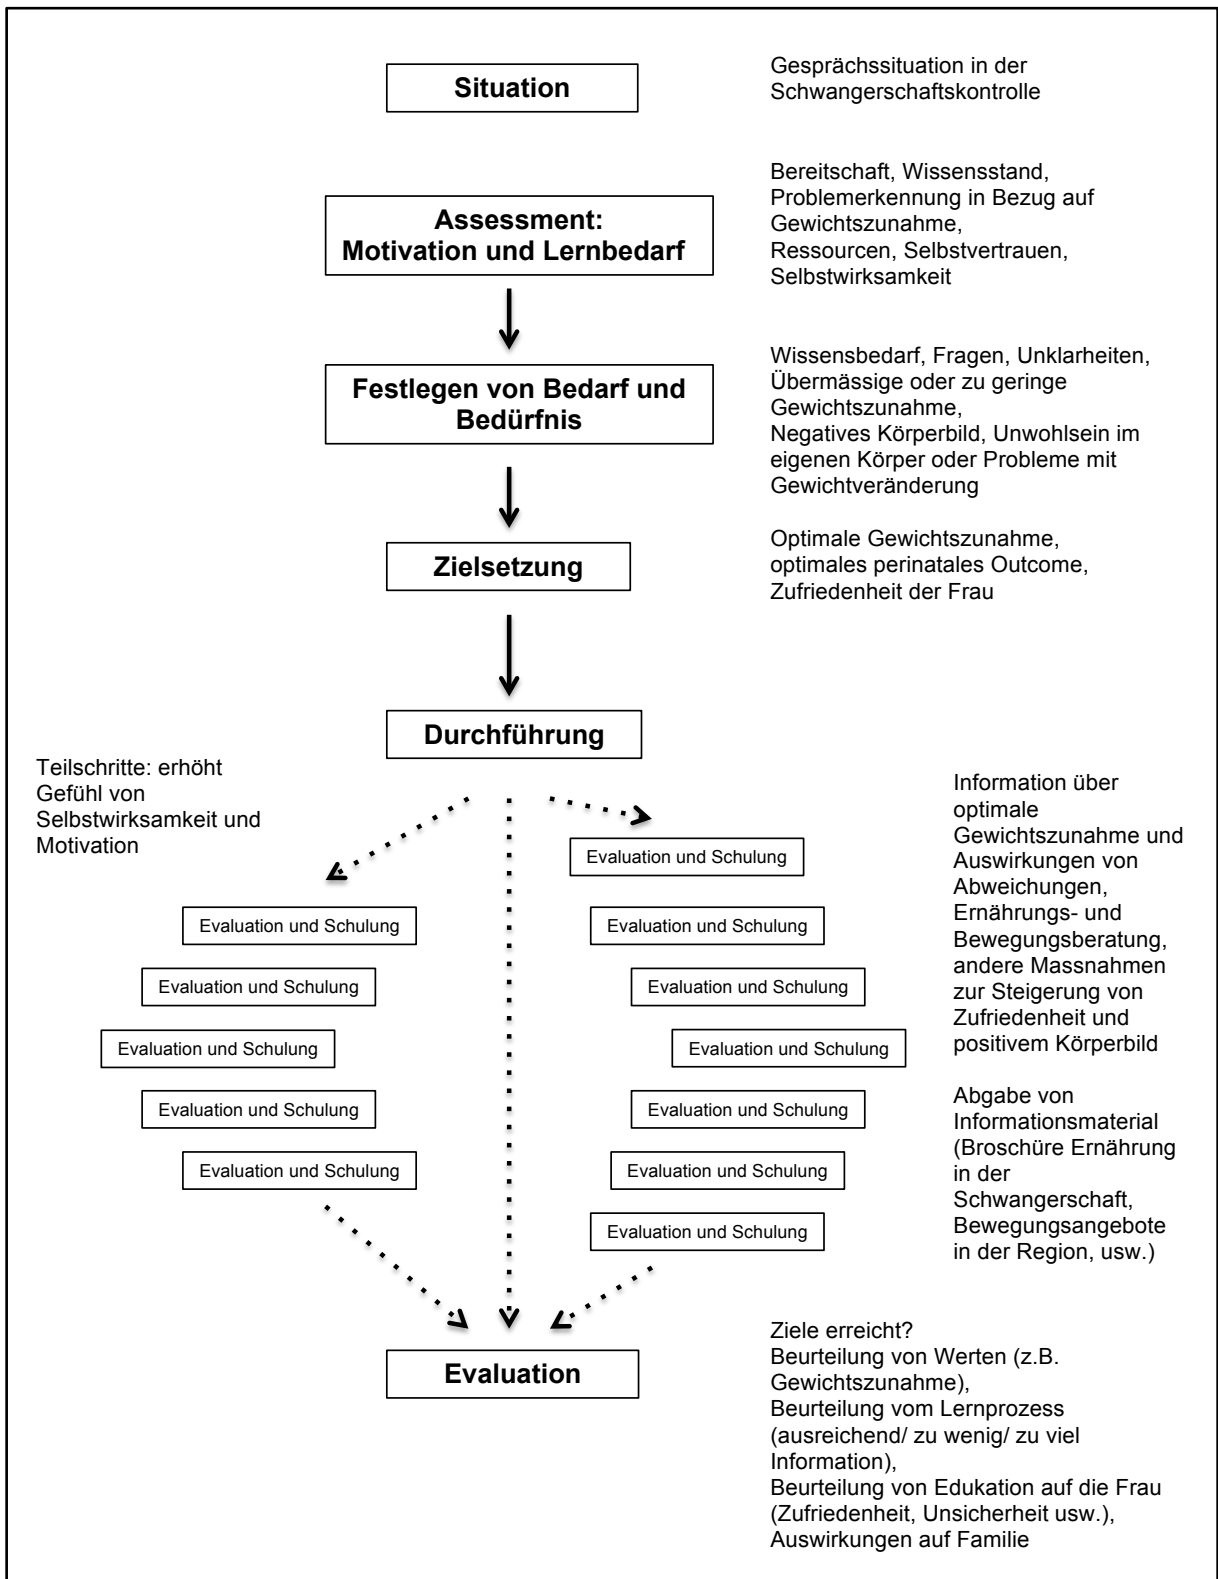 Situation
Gesprächssituation in der
Schwangerschaftskontrolle
Assessment:
Motivation und Lernbedarf
Bereitschaft, Wissensstand,
Problemerkennung in Bezug auf
Gewichtszunahme,
Ressourcen, Selbstvertrauen,
Selbstwirksamkeit
Festlegen von Bedarf und
Bedürfnis
Wissensbedarf, Fragen, Unklarheiten,
Übermässige oder zu geringe
Gewichtszunahme,
Negatives Körperbild, Unwohlsein im
eigenen Körper oder Probleme mit
Gewichtveränderung
Zielsetzung
Optimale Gewichtszunahme,
optimales perinatales Outcome,
Zufriedenheit der Frau
Durchführung
Teilschritte: erhöht
Gefühl von
Selbstwirksamkeit und
Motivation
Evaluation und Schulung
Evaluation und Schulung
Evaluation und Schulung
Evaluation und Schulung
Evaluation und Schulung
Evaluation und Schulung
Evaluation und Schulung
Evaluation und Schulung
Evaluation und Schulung
Evaluation und Schulung
Evaluation und Schulung
Evaluation und Schulung
Information über
optimale
Gewichtszunahme und
Auswirkungen von
Abweichungen,
Ernährungs- und
Bewegungsberatung,
andere Massnahmen
zur Steigerung von
Zufriedenheit und
positivem Körperbild
Abgabe von
Informationsmaterial
(Broschüre Ernährung
in der
Schwangerschaft,
Bewegungsangebote
in der Region, usw.)
Evaluation
Ziele erreicht?
Beurteilung von Werten (z.B.
Gewichtszunahme),
Beurteilung vom Lernprozess
(ausreichend/ zu wenig/ zu viel
Information),
Beurteilung von Edukation auf die Frau
(Zufriedenheit, Unsicherheit usw.),
Auswirkungen auf Familie